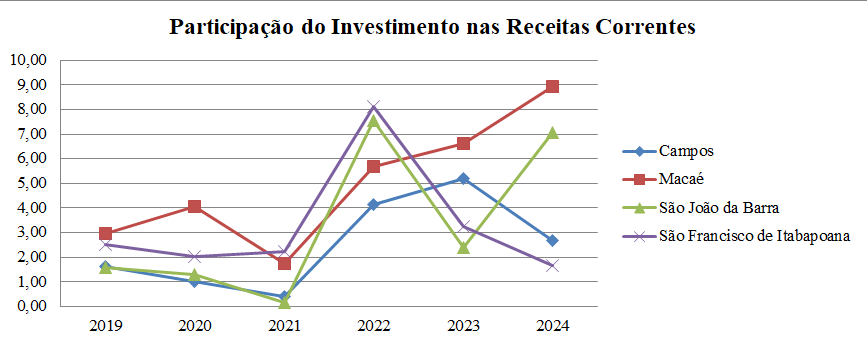 Participação do Investimento nas Receitas Correntes
10,00
9,00
8,00
7,00
6,00
5,00
4,00
3,00
2,00
1,00
0,00
2019 2020 2021 2022 2023 2024
Campos
Macaé
São João da Barra
São Francisco de Itabapoana